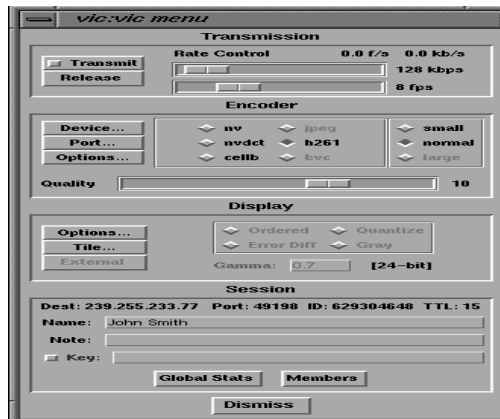 vic:vic menu
Transmission
Rate Control 0.0 f/s 0.0 kb/s
Transmit 128 kbps
Release 8 fps
Encoder
Device... nv jpeg small
Port... nvdct h261 normal
Options... cellb bvc large
Quality 10
Display
Options... Ordered Quantize
Tile... Error Diff Gray
External Gamma: 0.7 [24-bit]
Session
Dest: 239.255.233.77 Port: 49198 ID: 629304648 TTL: 15
Name: John Smith
Note:
Key:
Global Stats Members
Dismiss